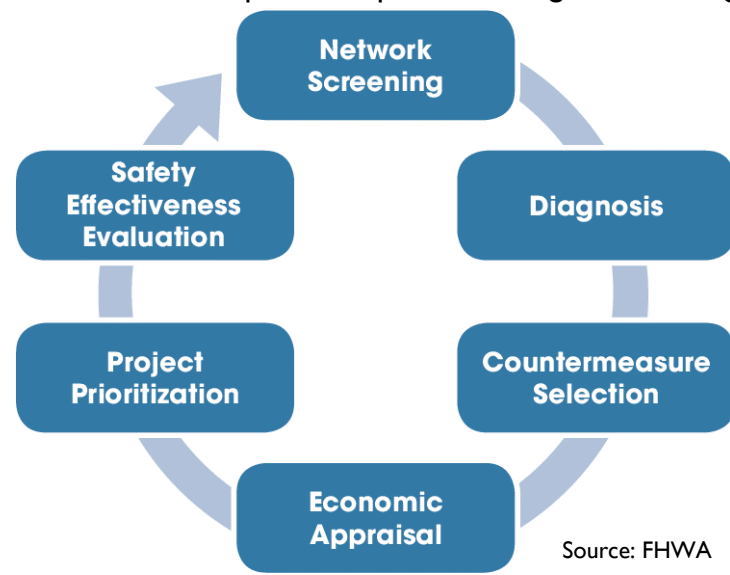 Network
Screening
Diagnosis
Countermeasure
Selection
Economic
Appraisal
Project
Prioritization
Safety
Effectiveness
Evaluation
Source: FHWA